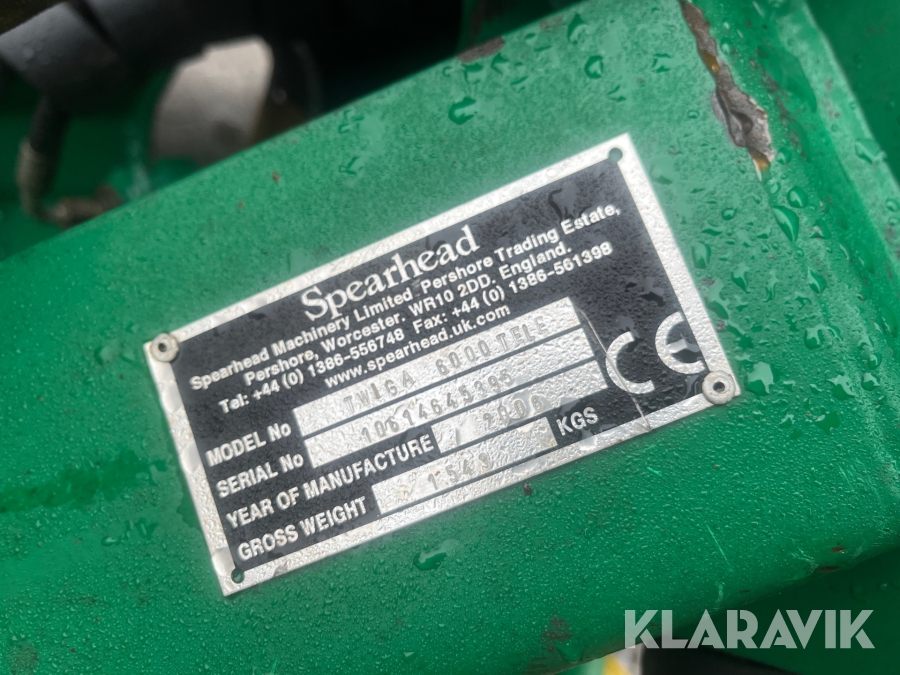 Spearhead
Spearhead Machinery Limited Pershore Trading Estate,
Pershore, Worcester. WR10 2DD. England.
Tel: +44 (0) 1386-556748 Fax: +44 (0) 1386-561398
www.spearhead.uk.com
MODEL No TWIGA 6000 TELE
SERIAL No 10614645395
YEAR OF MANUFACTURE
GROSS WEIGHT KGS
CE
KLARAVIK